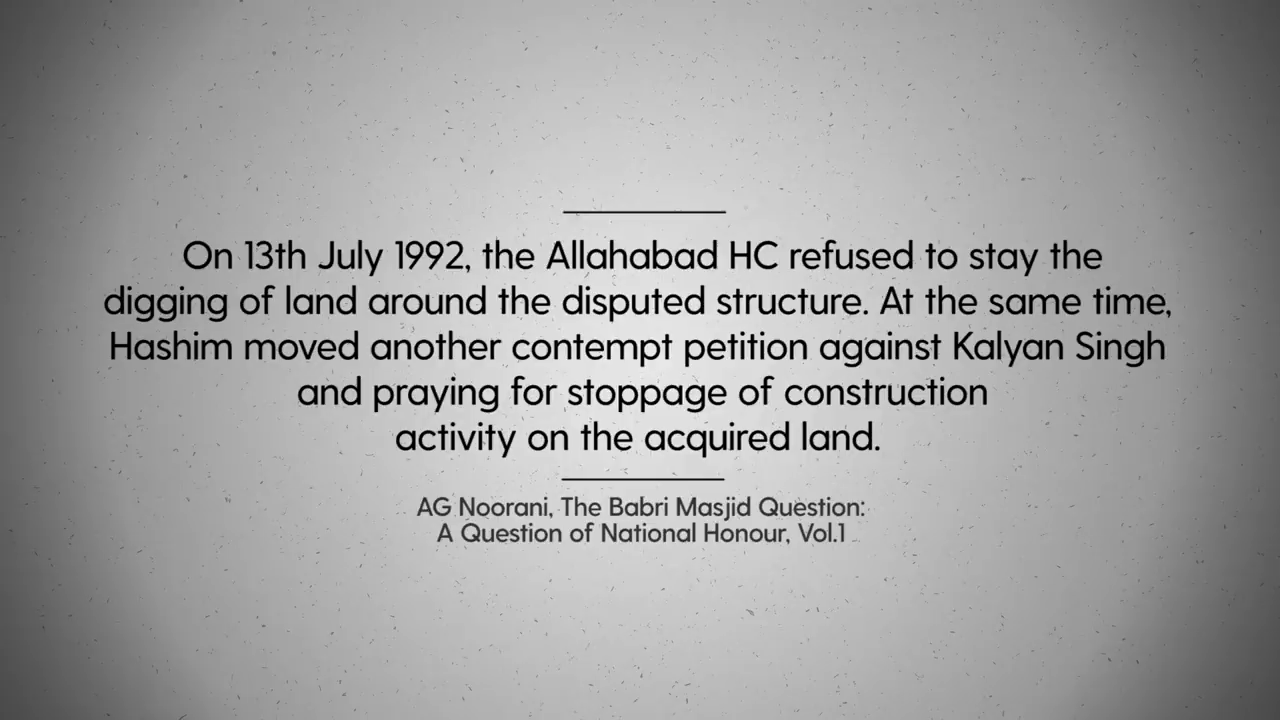 On 13th July 1992, the Allahabad HC refused to stay the
digging of land around the disputed structure. At the same time,
Hashim moved another contempt petition against Kalyan Singh
and praying for stoppage of construction
activity on the acquired land.
AG Noorani, The Babri Masjid Question:
A Question of National Honour, Vol.1